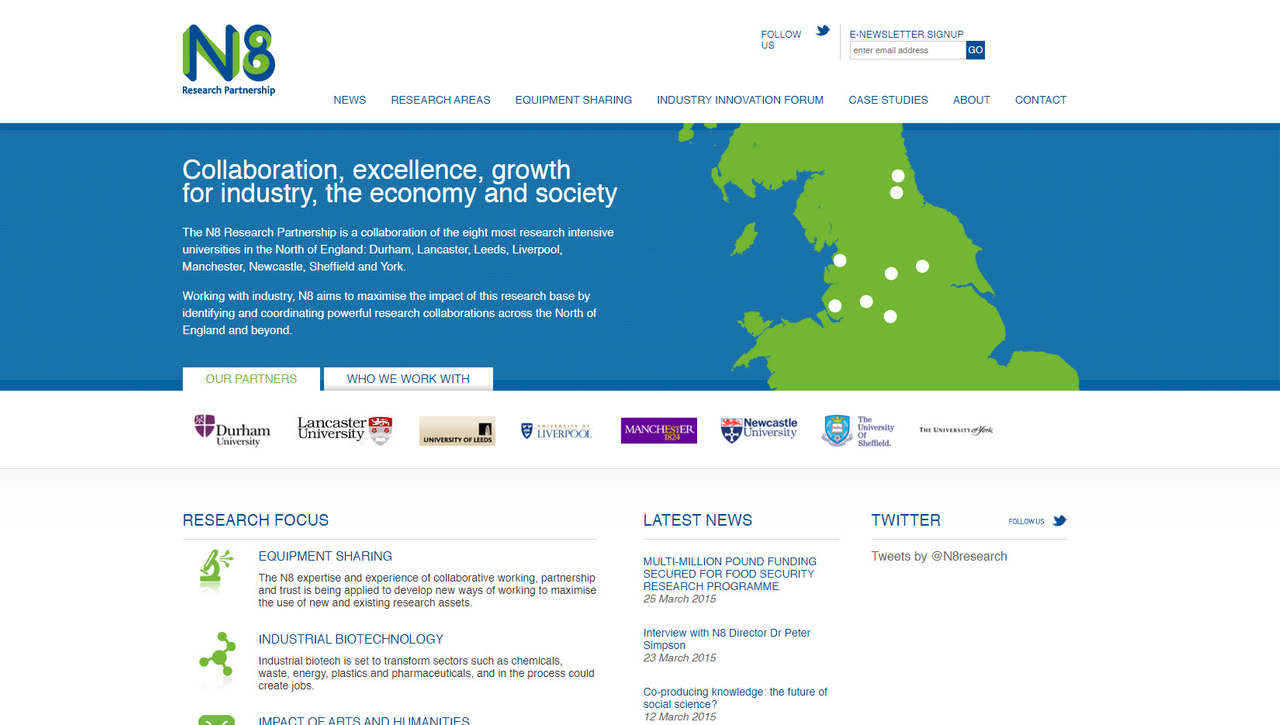 N8
Research Partnership
FOLLOW
US
E-NEWSLETTER SIGNUP
enter email address
GO
NEWS
RESEARCH AREAS
EQUIPMENT SHARING
INDUSTRY INNOVATION FORUM
CASE STUDIES
ABOUT
CONTACT
Collaboration, excellence, growth
for industry, the economy and society
The N8 Research Partnership is a collaboration of the eight most research intensive
universities in the North of England: Durham, Lancaster, Leeds, Liverpool,
Manchester, Newcastle, Sheffield and York.
Working with industry, N8 aims to maximise the impact of this research base by
identifying and coordinating powerful research collaborations across the North of
England and beyond.
OUR PARTNERS
WHO WE WORK WITH
Durham
University
Lancaster
University
UNIVERSITY OF LEEDS
UNIVERSITY OF
LIVERPOOL
MANCHESTER
1824
Newcastle
University
The
University
Of
Sheffield.
THE UNIVERSITY of York
RESEARCH FOCUS
EQUIPMENT SHARING
The N8 expertise and experience of collaborative working, partnership
and trust is being applied to develop new ways of working to maximise
the use of new and existing research assets.
INDUSTRIAL BIOTECHNOLOGY
Industrial biotech is set to transform sectors such as chemicals,
waste, energy, plastics and pharmaceuticals, and in the process could
create jobs.
IMPACT OF ARTS AND HUMANITIES
LATEST NEWS
MULTI-MILLION POUND FUNDING
SECURED FOR FOOD SECURITY
RESEARCH PROGRAMME
25 March 2015
Interview with N8 Director Dr Peter
Simpson
23 March 2015
Co-producing knowledge: the future of
social science?
12 March 2015
TWITTER
FOLLOW US
Tweets by @N8research